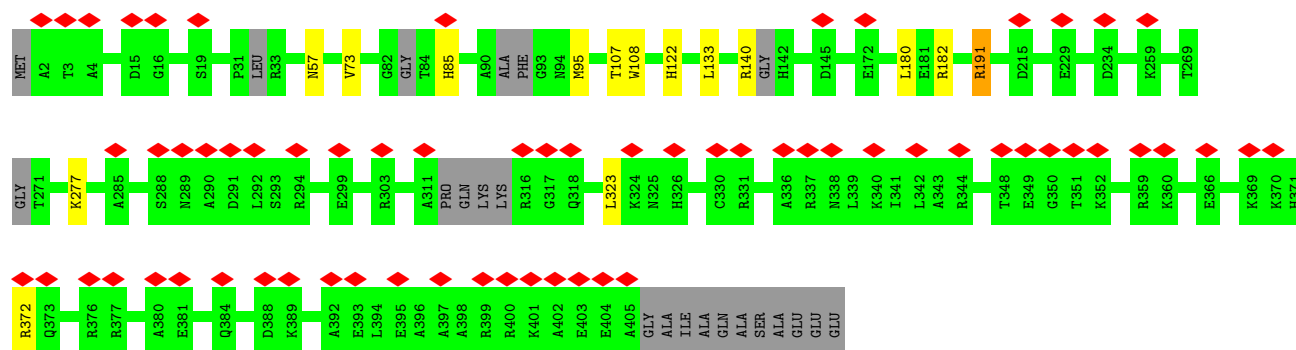 MET A2 T3 A4 D15 G16 S19 P31 LEU R33 N57 V73 G82 GLY T84 H85 A90 ALA PHE G93 N94 M95 T107 W108 H122 L133 R140 GLY H142 D145 E172 L180 E181 R182 R191 D215 E229 D234 K259 T269
GLY T271 K277 A285 S288 N289 A290 D291 L292 S293 R294 E299 R303 A311 PRO GLN LYS LYS R316 G317 Q318 L323 K324 N325 H326 C330 R331 A336 R337 N338 L339 K340 I341 L342 A343 R344 T348 E349 G350 T351 K352 R359 K360 E366 K369 K370 H371
R372 Q373 R376 R377 A380 E381 Q384 D388 K389 A392 E393 L394 E395 A396 A397 A398 R399 R400 K401 A402 E403 E404 A405 GLY ALA ILE ALA GLN ALA SER ALA GLU GLU GLU